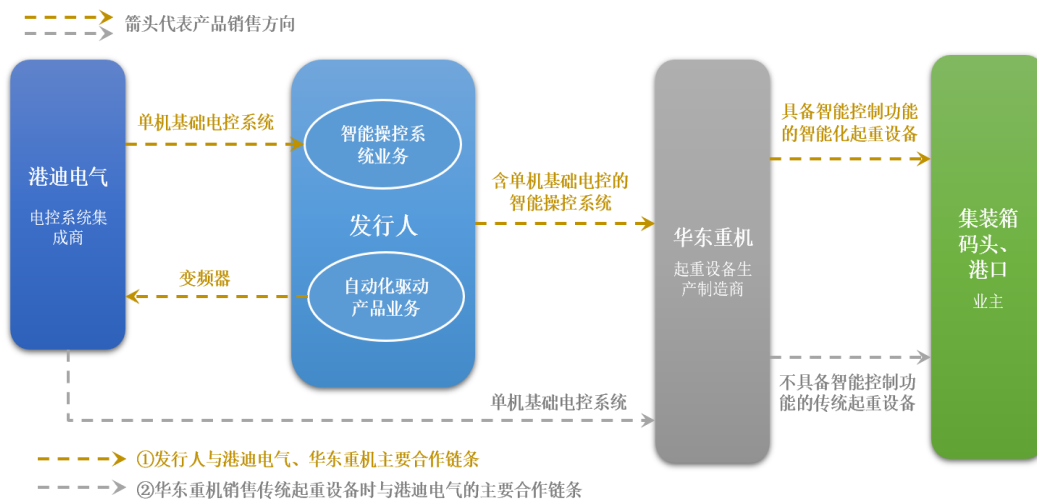 箭头代表产品销售方向
港迪电气
电控系统集
成商
单机基础电控系统
变频器
智能操控系
统业务
发行人
自动化驱动
产品业务
含单机基础电控的
智能操控系统
单机基础电控系统
华东重机
起重设备生
产制造商
具备智能控制功能
的智能化起重设备
不具备智能控制功
能的传统起重设备
集装箱
码头、
港口
业主
①发行人与港迪电气、华东重机主要合作链条
②华东重机销售传统起重设备时与港迪电气的主要合作链条